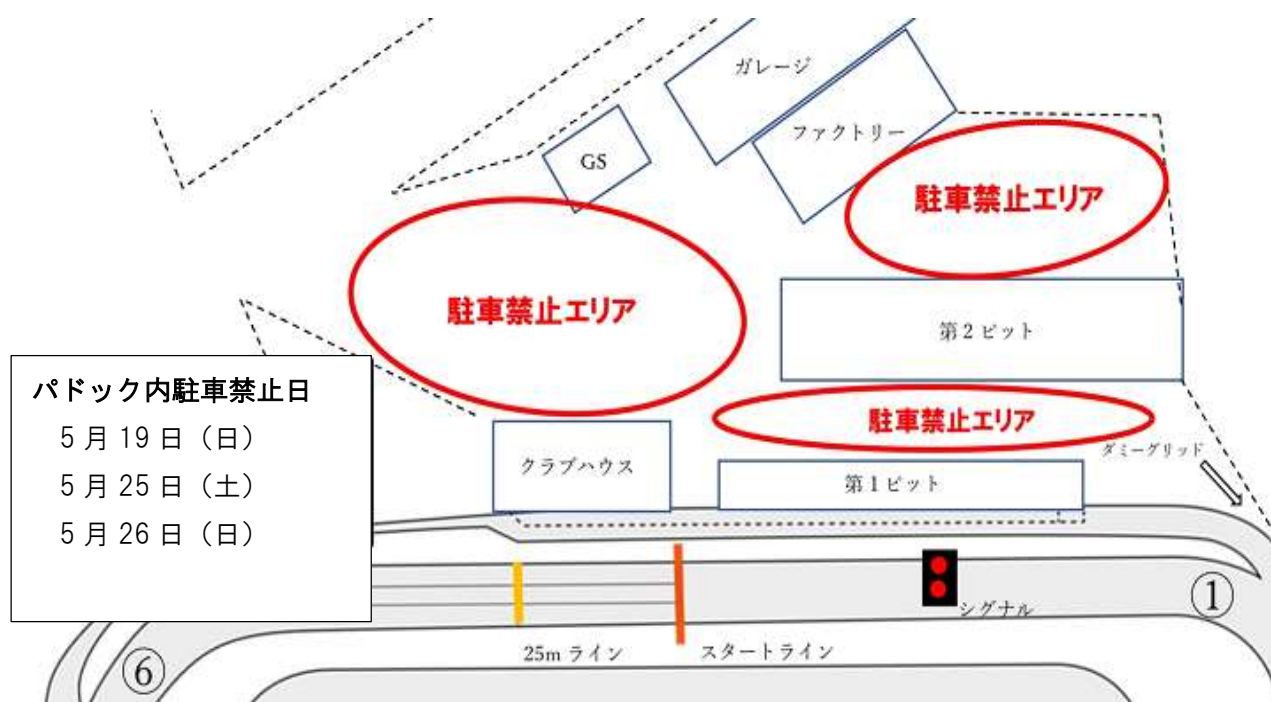 ガレージ
ファクトリー
GS
駐車禁止エリア
駐車禁止エリア
第2ピット
パドック内駐車禁止日
5月19日（日）
5月25日（土）
5月26日（日）
駐車禁止エリア
ダミーグリッド
クラブハウス
第1ピット
シグナル
①
25m ライン
スタートライン
⑥